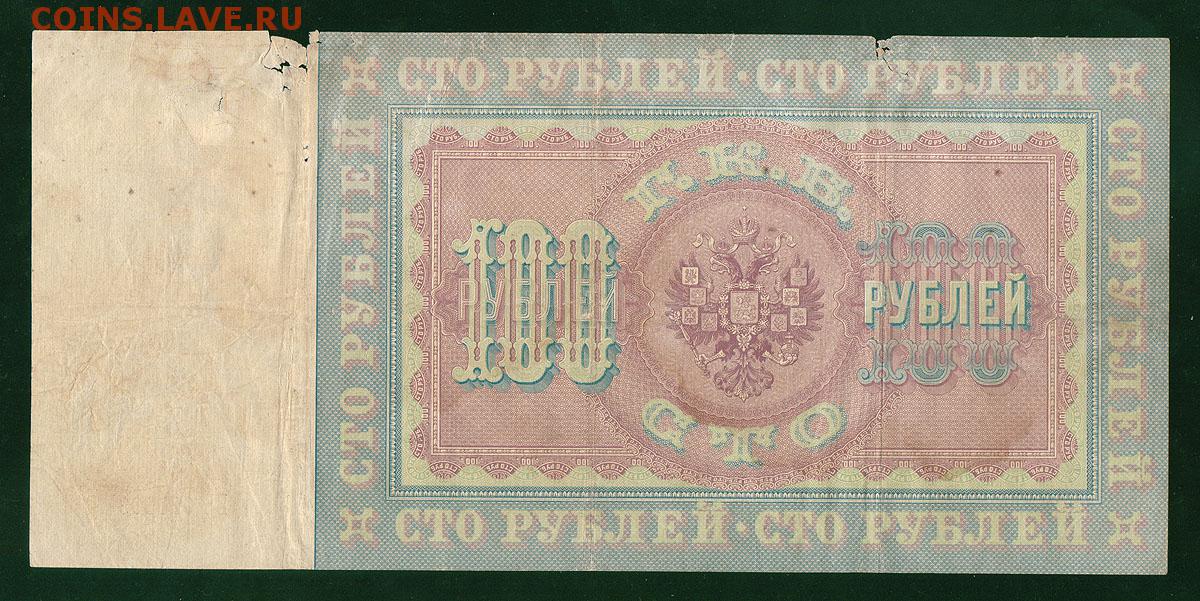 COINS.LAVE.RU
СТО РУБЛЕЙ · СТО РУБЛЕЙ
СТО РУБЛЕЙ
Г. К. В.
100
РУБЛЕЙ
100
РУБЛЕЙ
СТО
СТО РУБЛЕЙ
СТО РУБЛЕЙ · СТО РУБЛЕЙ